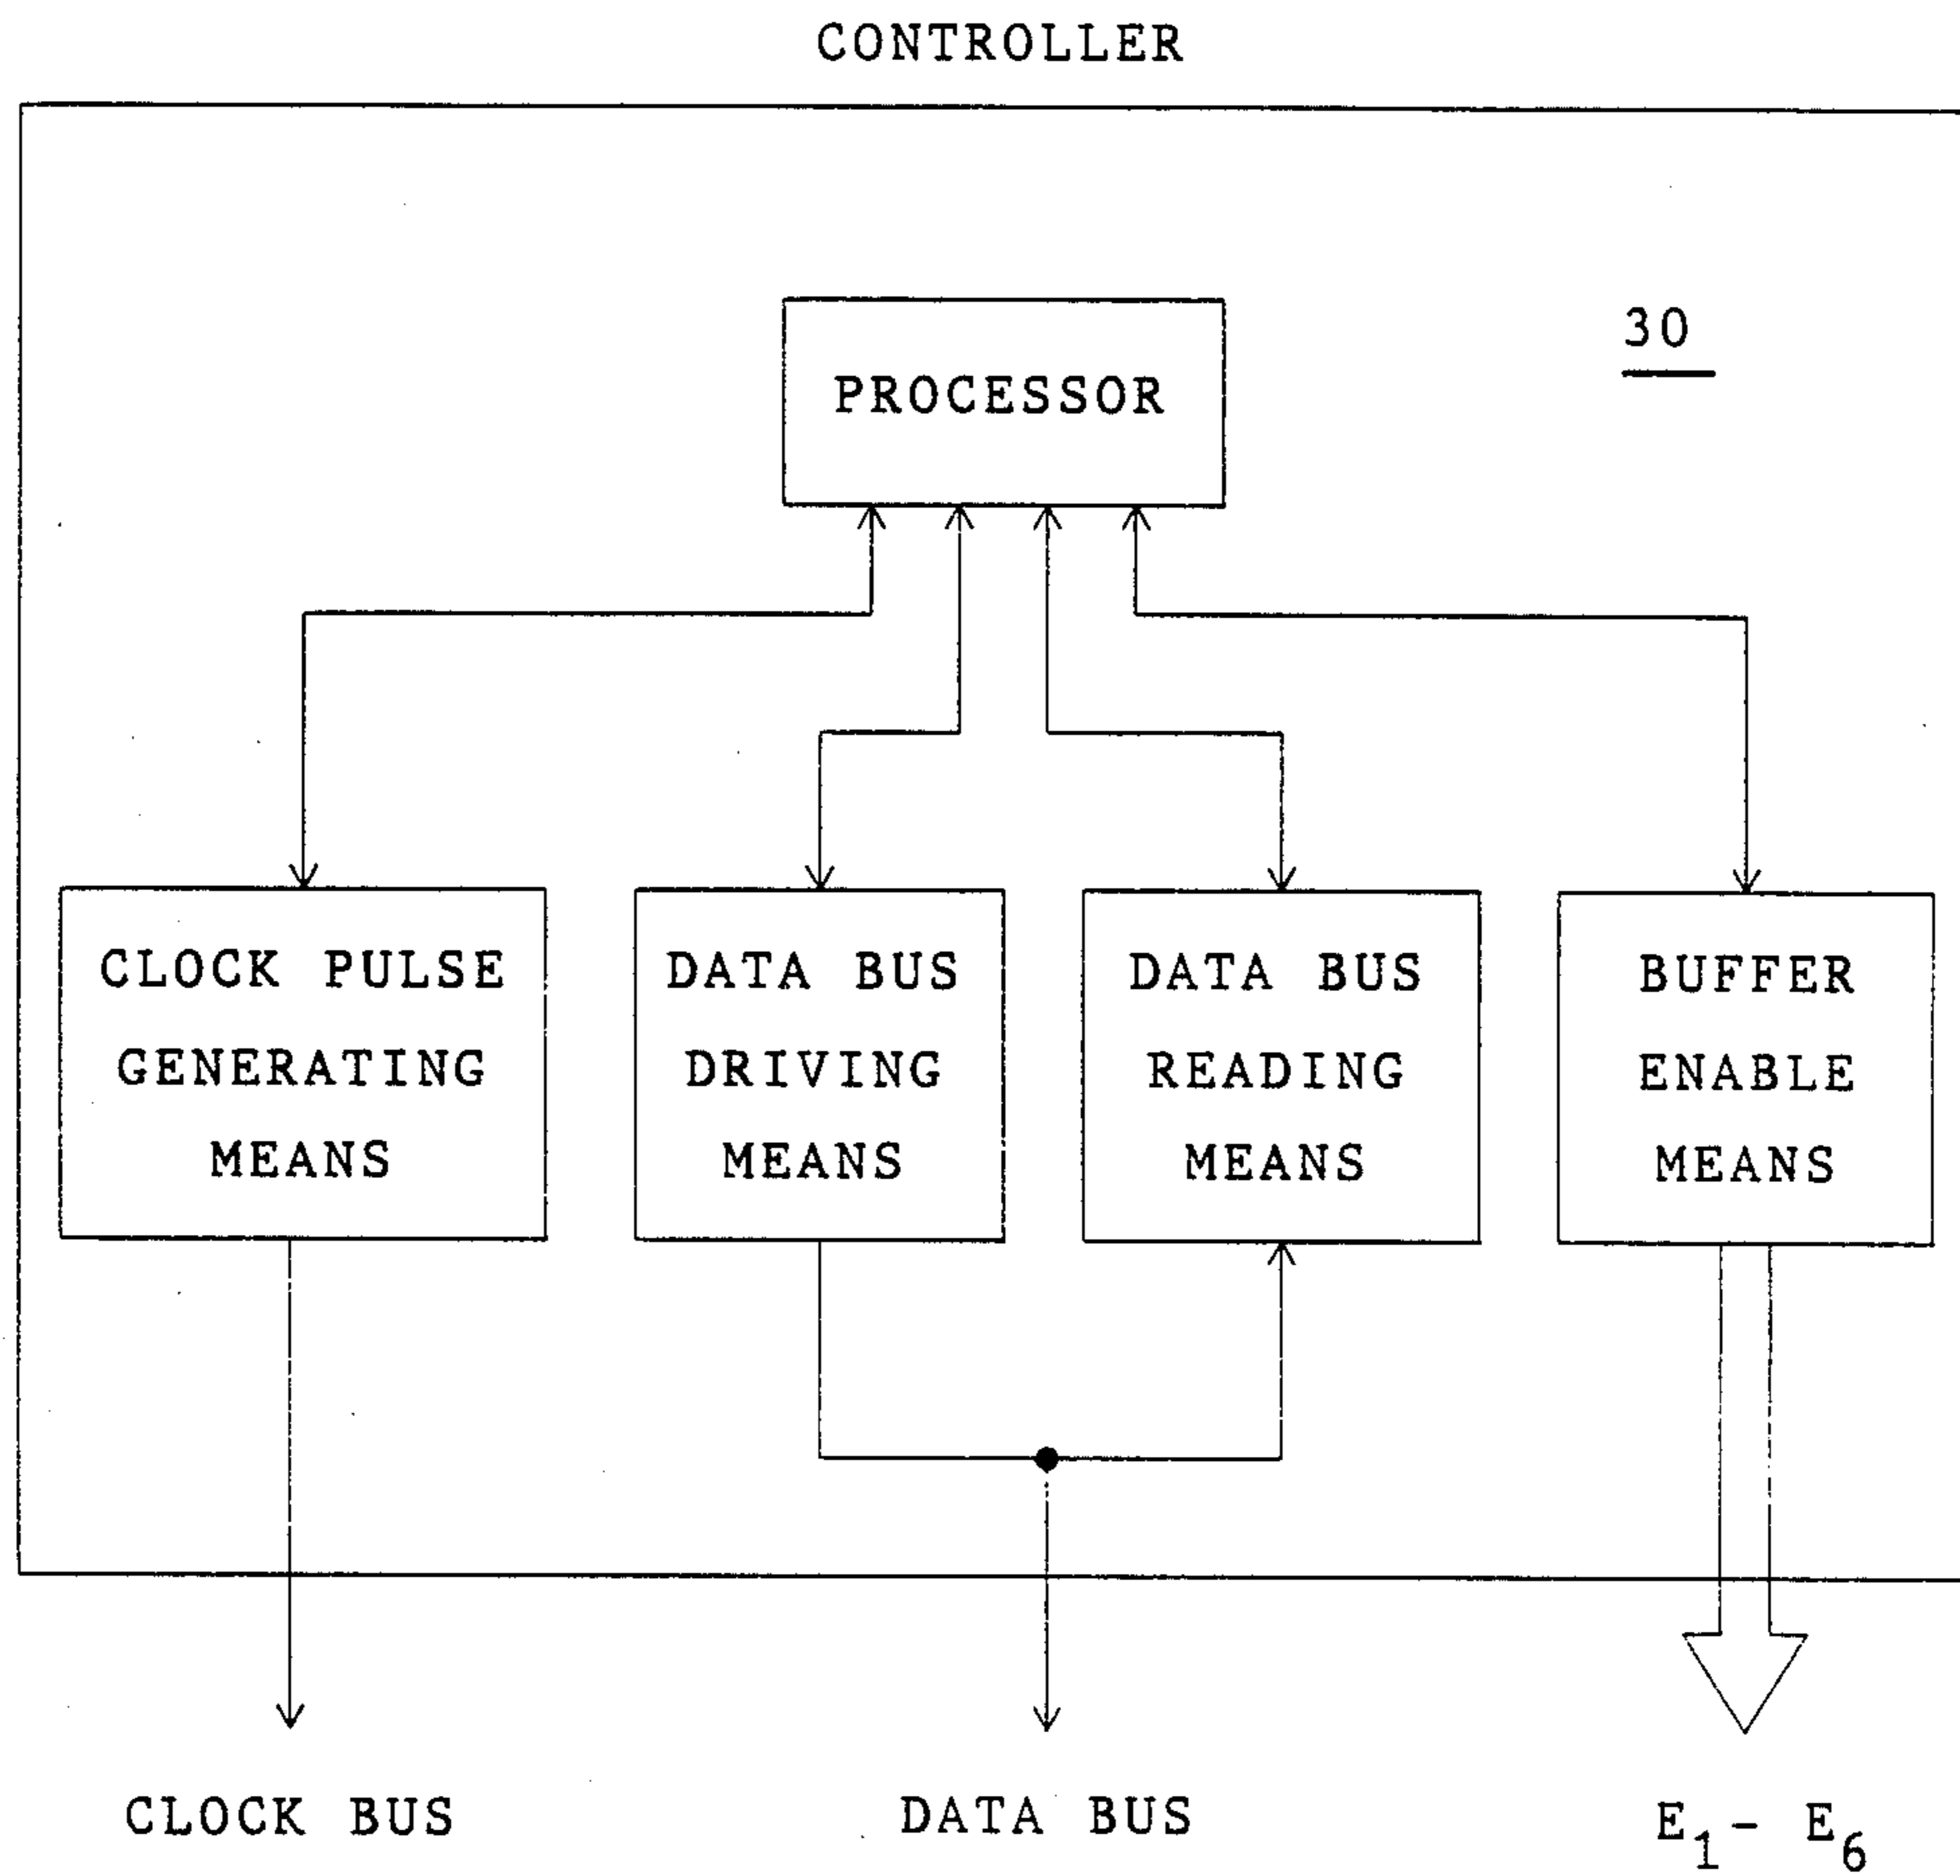 CONTROLLER
30
PROCESSOR
CLOCK PULSE
GENERATING
MEANS
DATA BUS
DRIVING
MEANS
DATA BUS
READING
MEANS
BUFFER
ENABLE
MEANS
CLOCK BUS
DATA BUS
E₁ - E₆